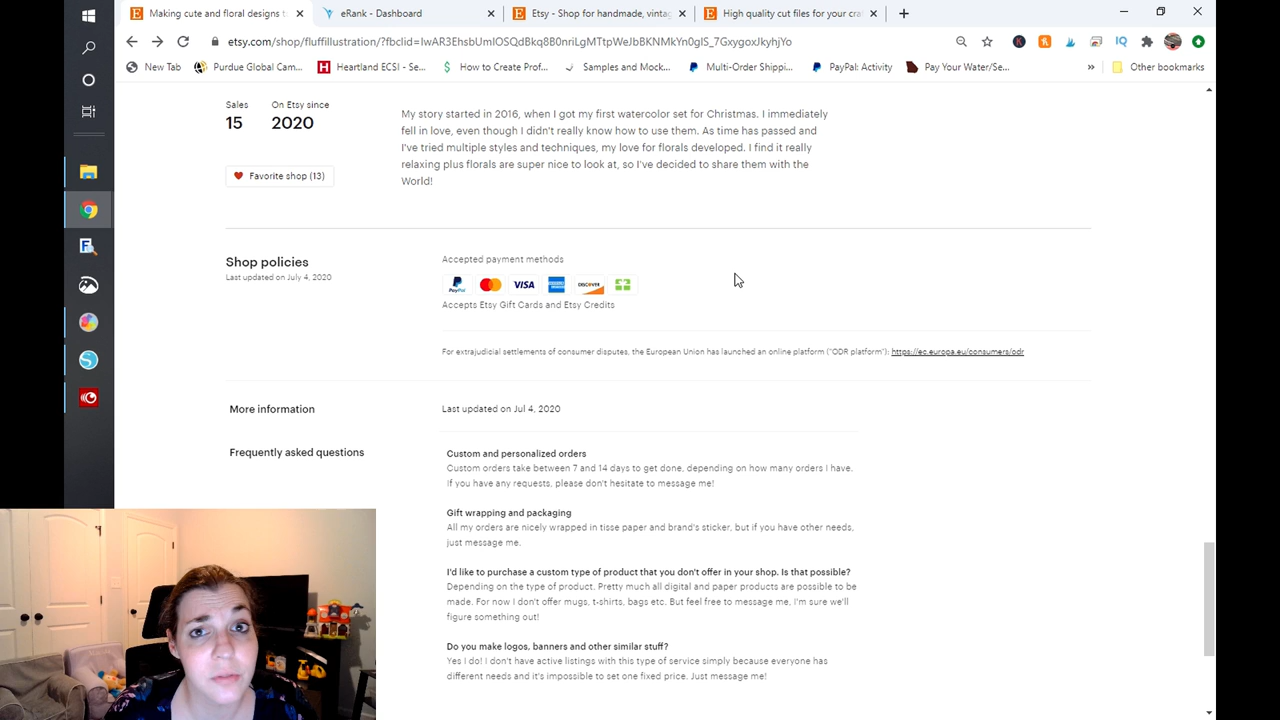 Making cute and floral designs t
eRank - Dashboard
Etsy - Shop for handmade, vinta
High quality cut files for your cra
etsy.com/shop/fluffillustration/?fbclid=IwAR3EhsbUmIOSQdBkq8B0nriLgMTtpWeJbBKNMkYn0gIS_7GxygoxJkyhjYo
New Tab
Purdue Global Cam...
Heartland ECSI - Se...
How to Create Prof...
Samples and Mock...
Multi-Order Shippi...
PayPal: Activity
Pay Your Water/Se...
Other bookmarks
Sales
15
On Etsy since
2020
Favorite shop (13)
My story started in 2016, when I got my first watercolor set for Christmas. I immediately
fell in love, even though I didn't really know how to use them. As time has passed and
I've tried multiple styles and techniques, my love for florals developed. I find it really
relaxing plus florals are super nice to look at, so I've decided to share them with the
World!
Shop policies
Last updated on July 4, 2020
Accepted payment methods
PayPal
VISA
DISCOVER
Accepts Etsy Gift Cards and Etsy Credits
For extrajudicial settlements of consumer disputes, the European Union has launched an online platform ("ODR platform"): https://ec.europa.eu/consumers/odr
More information
Last updated on Jul 4, 2020
Frequently asked questions
Custom and personalized orders
Custom orders take between 7 and 14 days to get done, depending on how many orders I have.
If you have any requests, please don't hesitate to message me!
Gift wrapping and packaging
All my orders are nicely wrapped in tisse paper and brand's sticker, but if you have other needs,
just message me.
I'd like to purchase a custom type of product that you don't offer in your shop. Is that possible?
Depending on the type of product. Pretty much all digital and paper products are possible to be
made. For now I don't offer mugs, t-shirts, bags etc. But feel free to message me, I'm sure we'll
figure something out!
Do you make logos, banners and other similar stuff?
Yes I do! I don't have active listings with this type of service simply because everyone has
different needs and it's impossible to set one fixed price. Just message me!